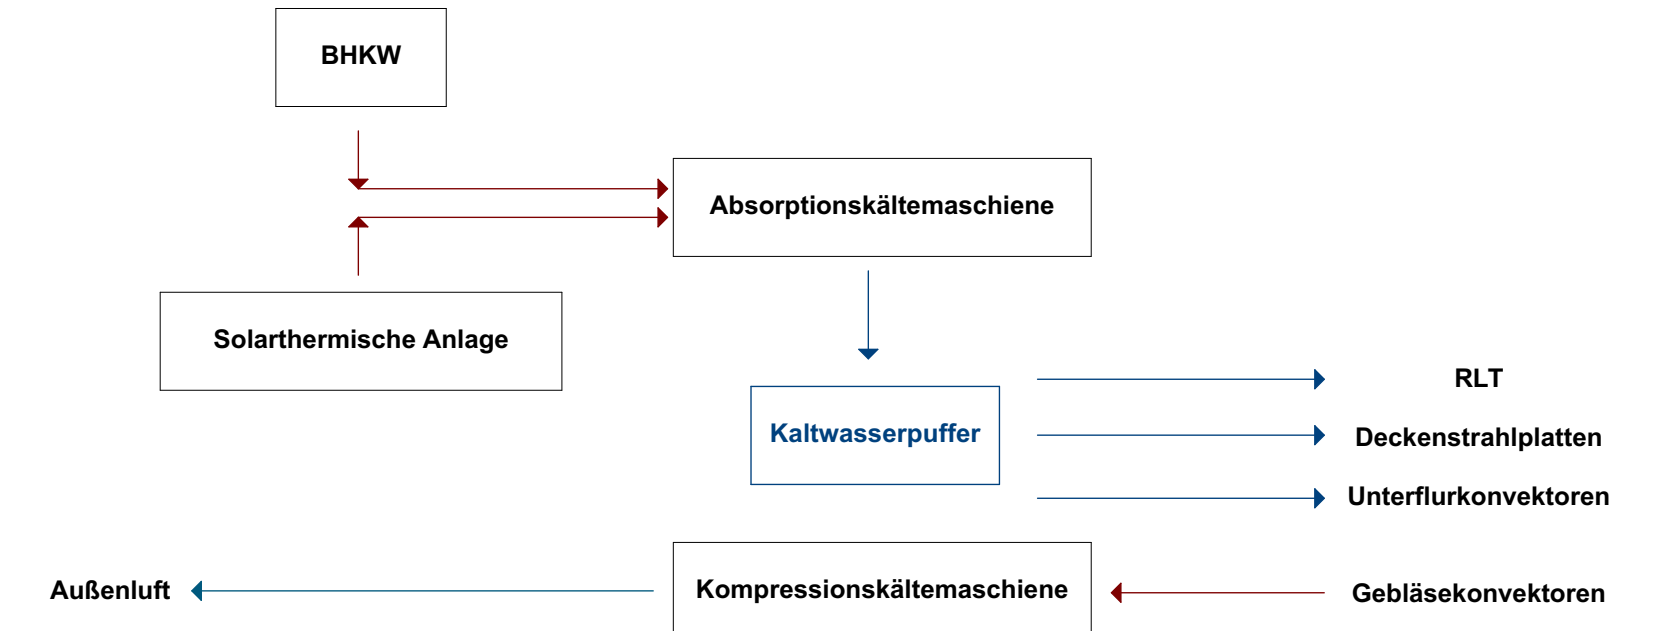 BHKW
Absorptionskältemaschiene
Solarthermische Anlage
RLT
Kaltwasserpuffer
Deckenstrahlplatten
Unterflurkonvektoren
Außenluft
Kompressionskältemaschiene
Gebläsekonvektoren